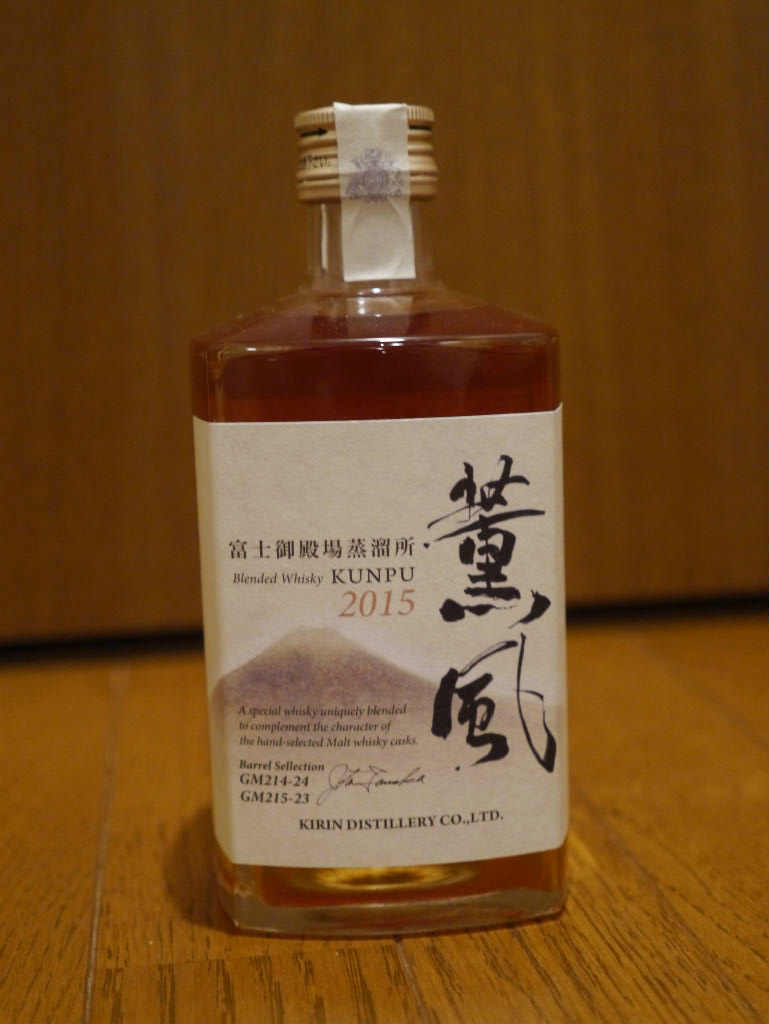 薫風
富士御殿場蒸溜所
Blended Whisky KUNPU
2015
A special whisky uniquely blended
to complement the character of
the hand-selected Malt whisky casks.
Barrel Sellection
GM214-24
GM215-23
KIRIN DISTILLERY CO.,LTD.